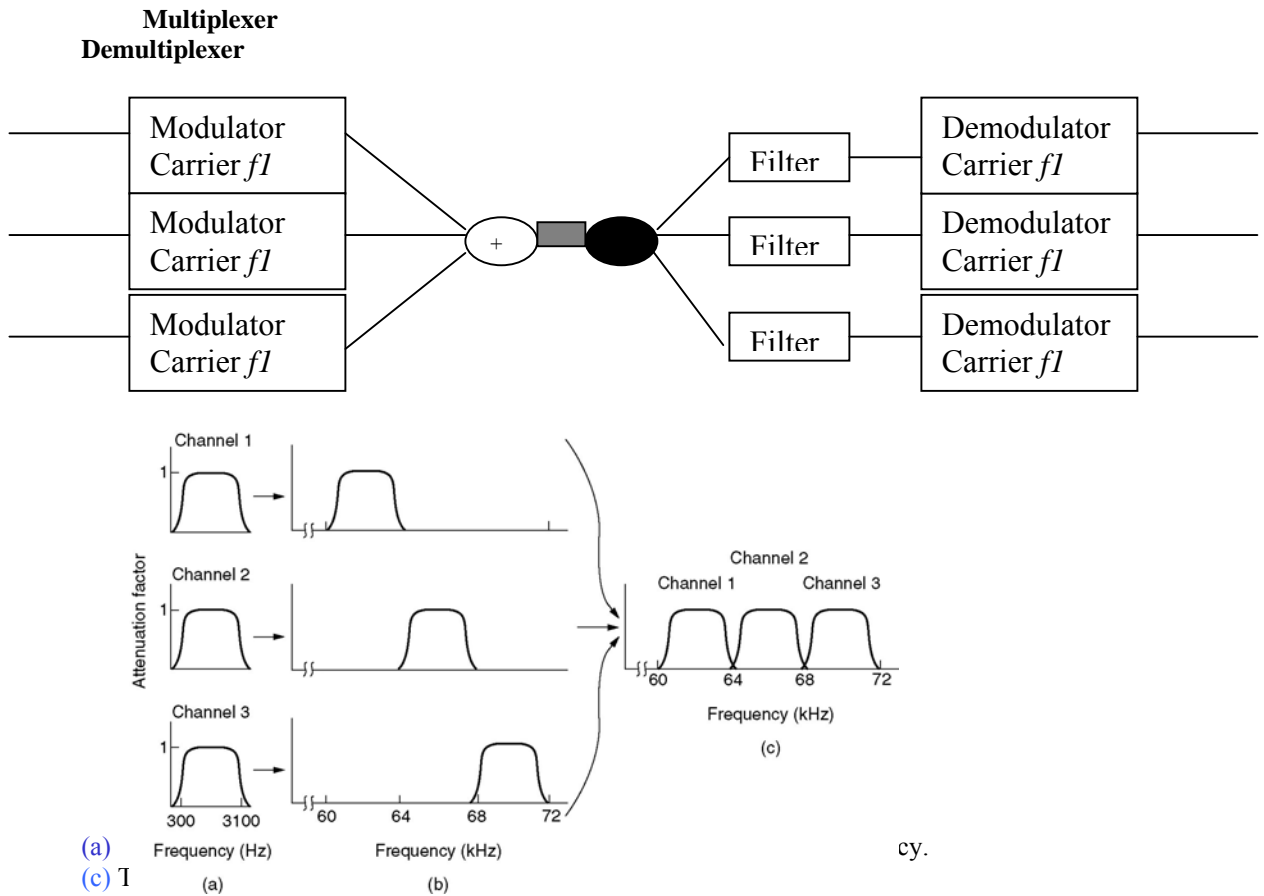 Multiplexer
Demultiplexer
Modulator
Carrier f1
Modulator
Carrier f1
Modulator
Carrier f1
+
Filter
Filter
Filter
Demodulator
Carrier f1
Demodulator
Carrier f1
Demodulator
Carrier f1
Attenuation factor
Channel 1
1
Channel 2
1
Channel 3
1
300 3100
Frequency (Hz)
(a)
60 64 68 72
Frequency (kHz)
(b)
Channel 2
Channel 1 Channel 3
60 64 68 72
Frequency (kHz)
(c)
(a) cy.
(c) T